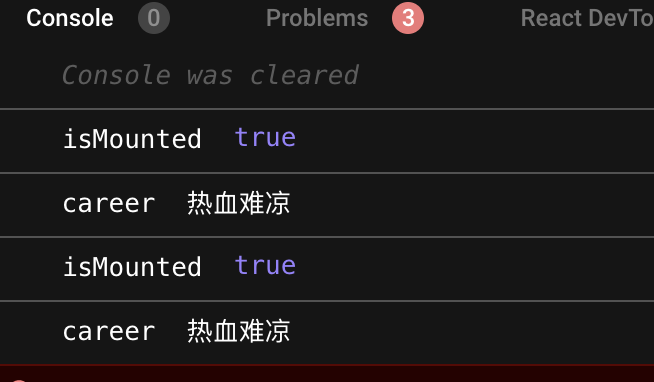 Console 0 Problems 3 React DevTo
Console was cleared
isMounted true
career 热血难凉
isMounted true
career 热血难凉